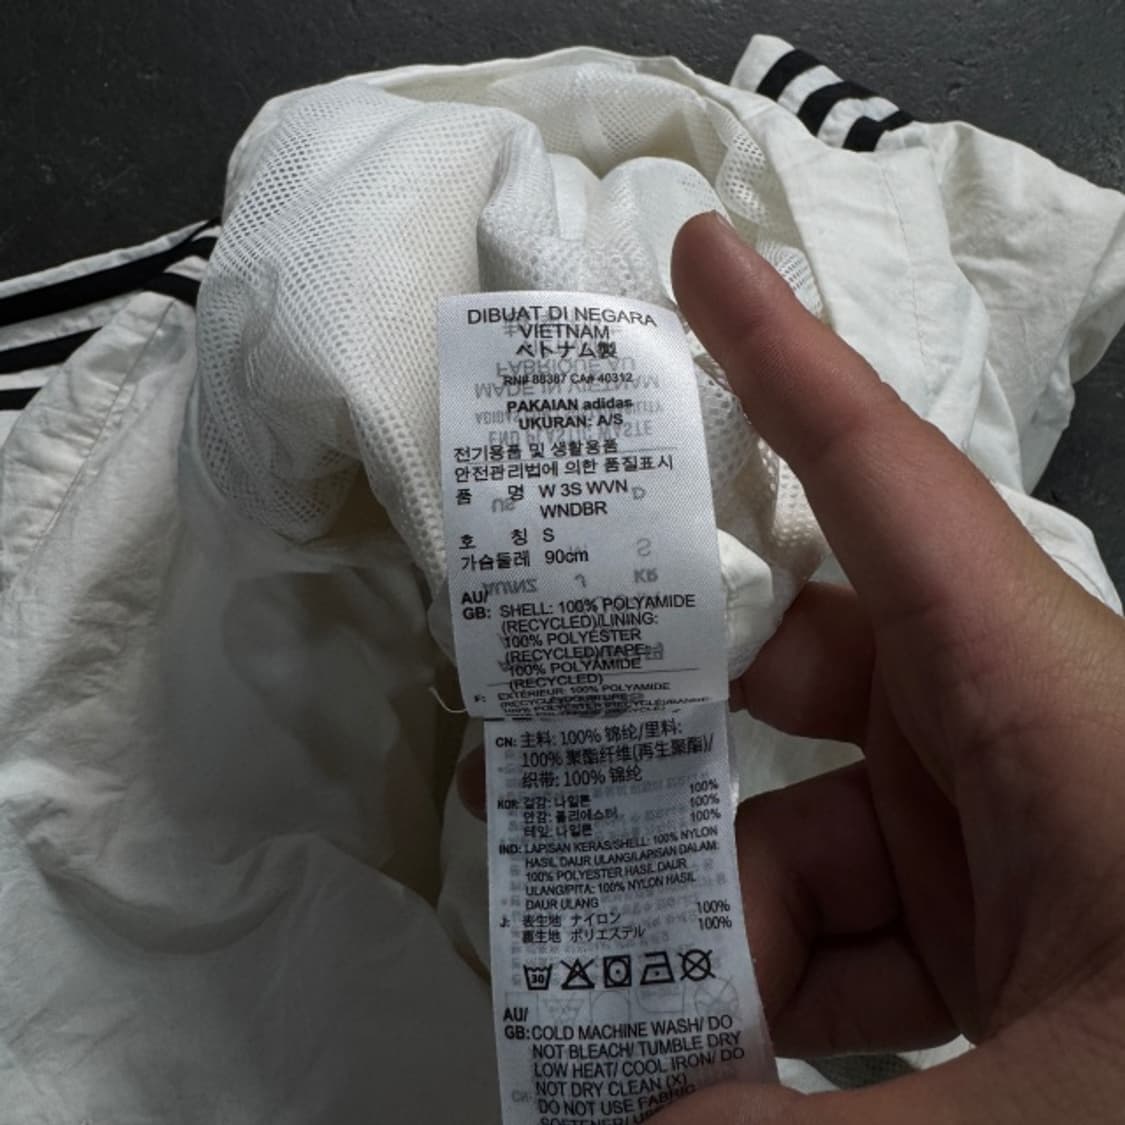 DIBUAT DI NEGARA
VIETNAM
ベトナム製
RN# 88387 CA# 40312
PAKAIAN adidas
UKURAN: A/S
전기용품 및 생활용품
안전관리법에 의한 품질표시
품 명 W 3S WVN
WNDBR
호 칭 S
가슴둘레 90cm
AU/
GB: SHELL: 100% POLYAMIDE
(RECYCLED)/LINING:
100% POLYESTER
(RECYCLED)/TAPE:
100% POLYAMIDE
(RECYCLED)
F: EXTÉRIEUR: 100% POLYAMIDE
CN: 主料: 100% 锦纶/里料:
100% 聚酯纤维(再生聚酯)/
织带: 100% 锦纶
KOR: 겉감: 나일론 100%
안감: 폴리에스터 100%
테잎: 나일론 100%
IND: LAPISAN KERAS/SHELL: 100% NYLON
HASIL DAUR ULANG/LAPISAN DALAM:
100% POLYESTER HASIL DAUR
ULANG/PITA: 100% NYLON HASIL
DAUR ULANG
J: 表生地 ナイロン 100%
裏生地 ポリエステル 100%
30
AU/
GB: COLD MACHINE WASH/ DO
NOT BLEACH/ TUMBLE DRY
LOW HEAT/ COOL IRON/ DO
NOT DRY CLEAN (X)
DO NOT USE FABRIC
SOFTENER/